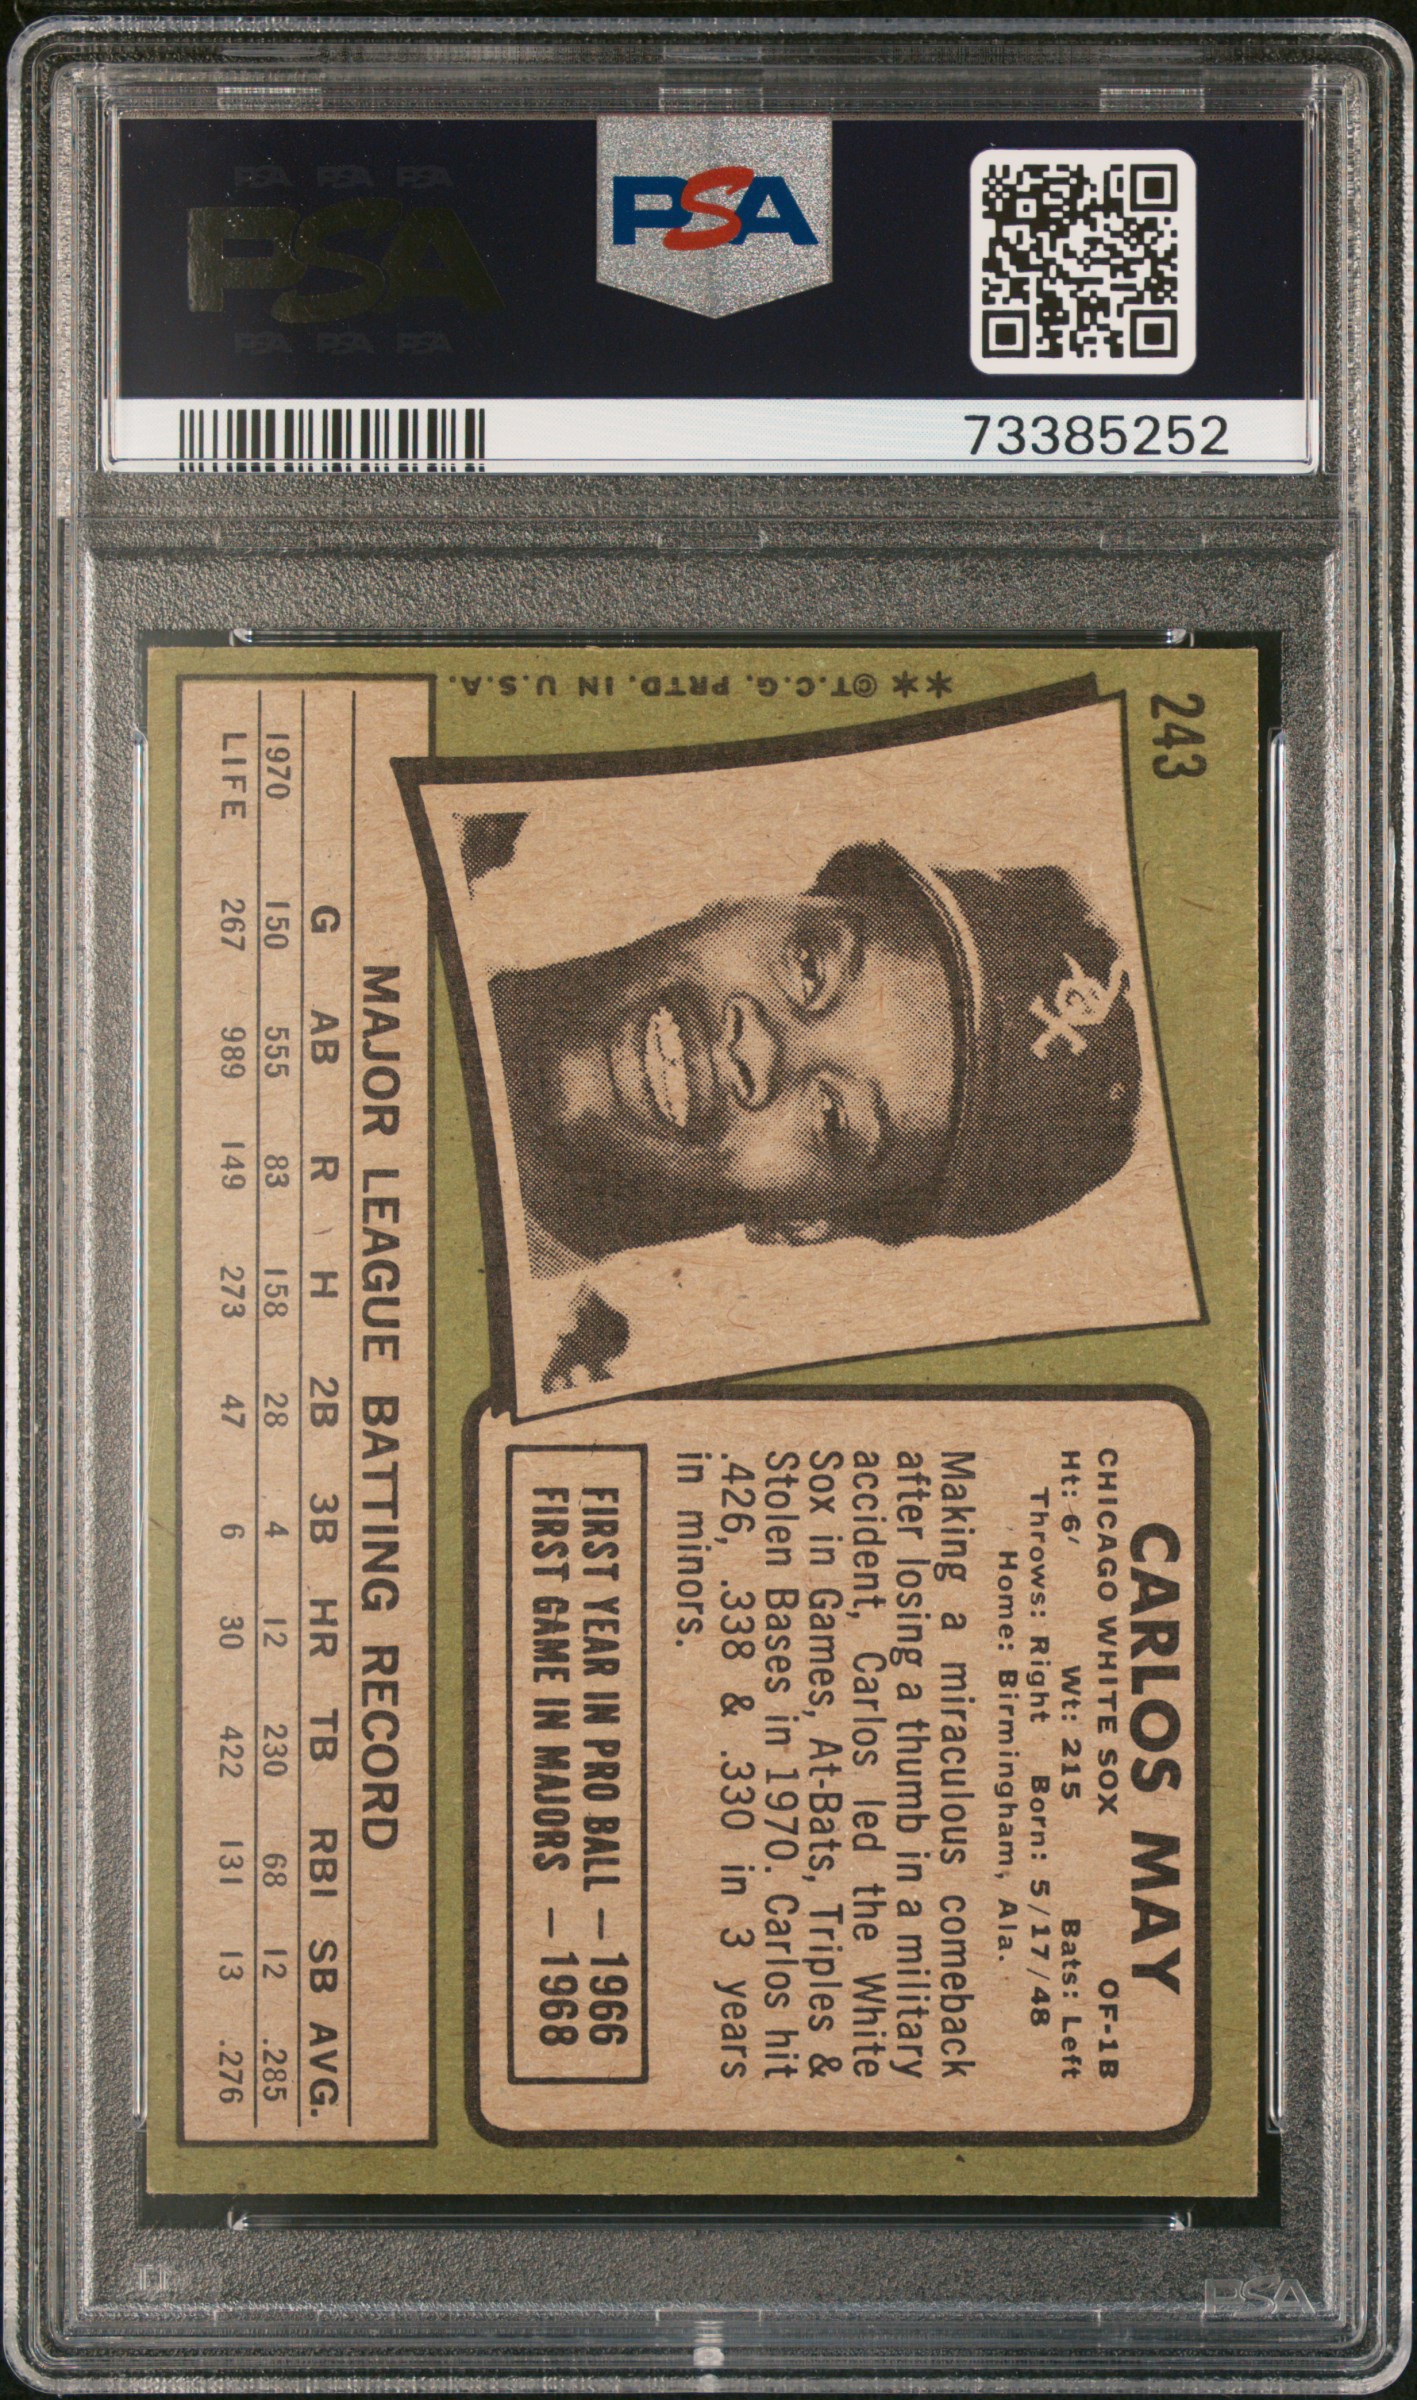 PSA PSA PSA
PSA
PSA PSA PSA
PSA
73385252
243
**©T.C.G. PRTD. IN U.S.A.
CARLOS MAY
CHICAGO WHITE SOX OF-1B
Ht: 6' Wt: 215 Bats: Left
Throws: Right Born: 5/17/48
Home: Birmingham, Ala.
Making a miraculous comeback
after losing a thumb in a military
accident, Carlos led the White
Sox in Games, At-Bats, Triples &
Stolen Bases in 1970. Carlos hit
.426, .338 & .330 in 3 years
in minors.
FIRST YEAR IN PRO BALL — 1966
FIRST GAME IN MAJORS — 1968
MAJOR LEAGUE BATTING RECORD
G AB R H 2B 3B HR TB RBI SB AVG.
1970 150 555 83 158 28 4 12 230 68 12 .285
LIFE 267 989 149 273 47 6 30 422 131 13 .276
PSA